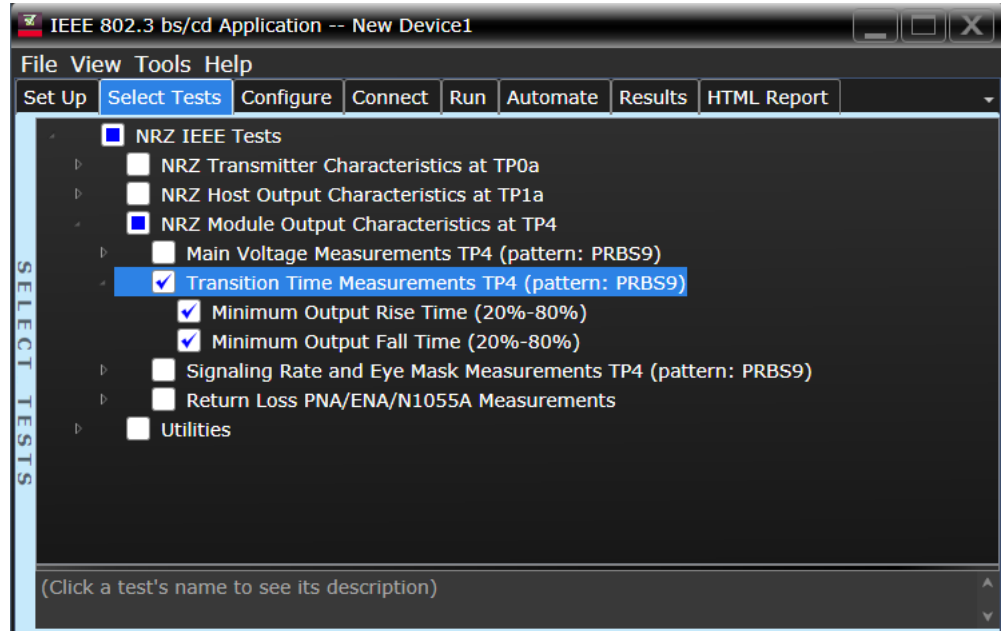 IEEE 802.3 bs/cd Application -- New Device1
File View Tools Help
Set Up Select Tests Configure Connect Run Automate Results HTML Report
NRZ IEEE Tests
NRZ Transmitter Characteristics at TP0a
NRZ Host Output Characteristics at TP1a
NRZ Module Output Characteristics at TP4
Main Voltage Measurements TP4 (pattern: PRBS9)
Transition Time Measurements TP4 (pattern: PRBS9)
Minimum Output Rise Time (20%-80%)
Minimum Output Fall Time (20%-80%)
Signaling Rate and Eye Mask Measurements TP4 (pattern: PRBS9)
Return Loss PNA/ENA/N1055A Measurements
Utilities
SELECT TESTS
(Click a test's name to see its description)